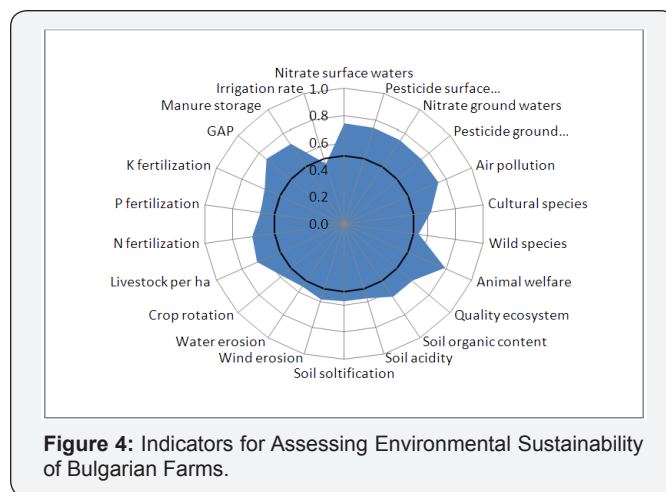 Nitrate surface waters
Irrigation rate
Pesticide surface...
Manure storage
Nitrate ground waters
GAP
Pesticide ground...
K fertilization
Air pollution
P fertilization
Cultural species
N fertilization
Wild species
Livestock per ha
Animal welfare
Crop rotation
Quality ecosystem
Water erosion
Soil organic content
Wind erosion
Soil acidity
Soil soltification
1.0
0.8
0.6
0.4
0.2
0.0
Figure 4: Indicators for Assessing Environmental Sustainability
of Bulgarian Farms.